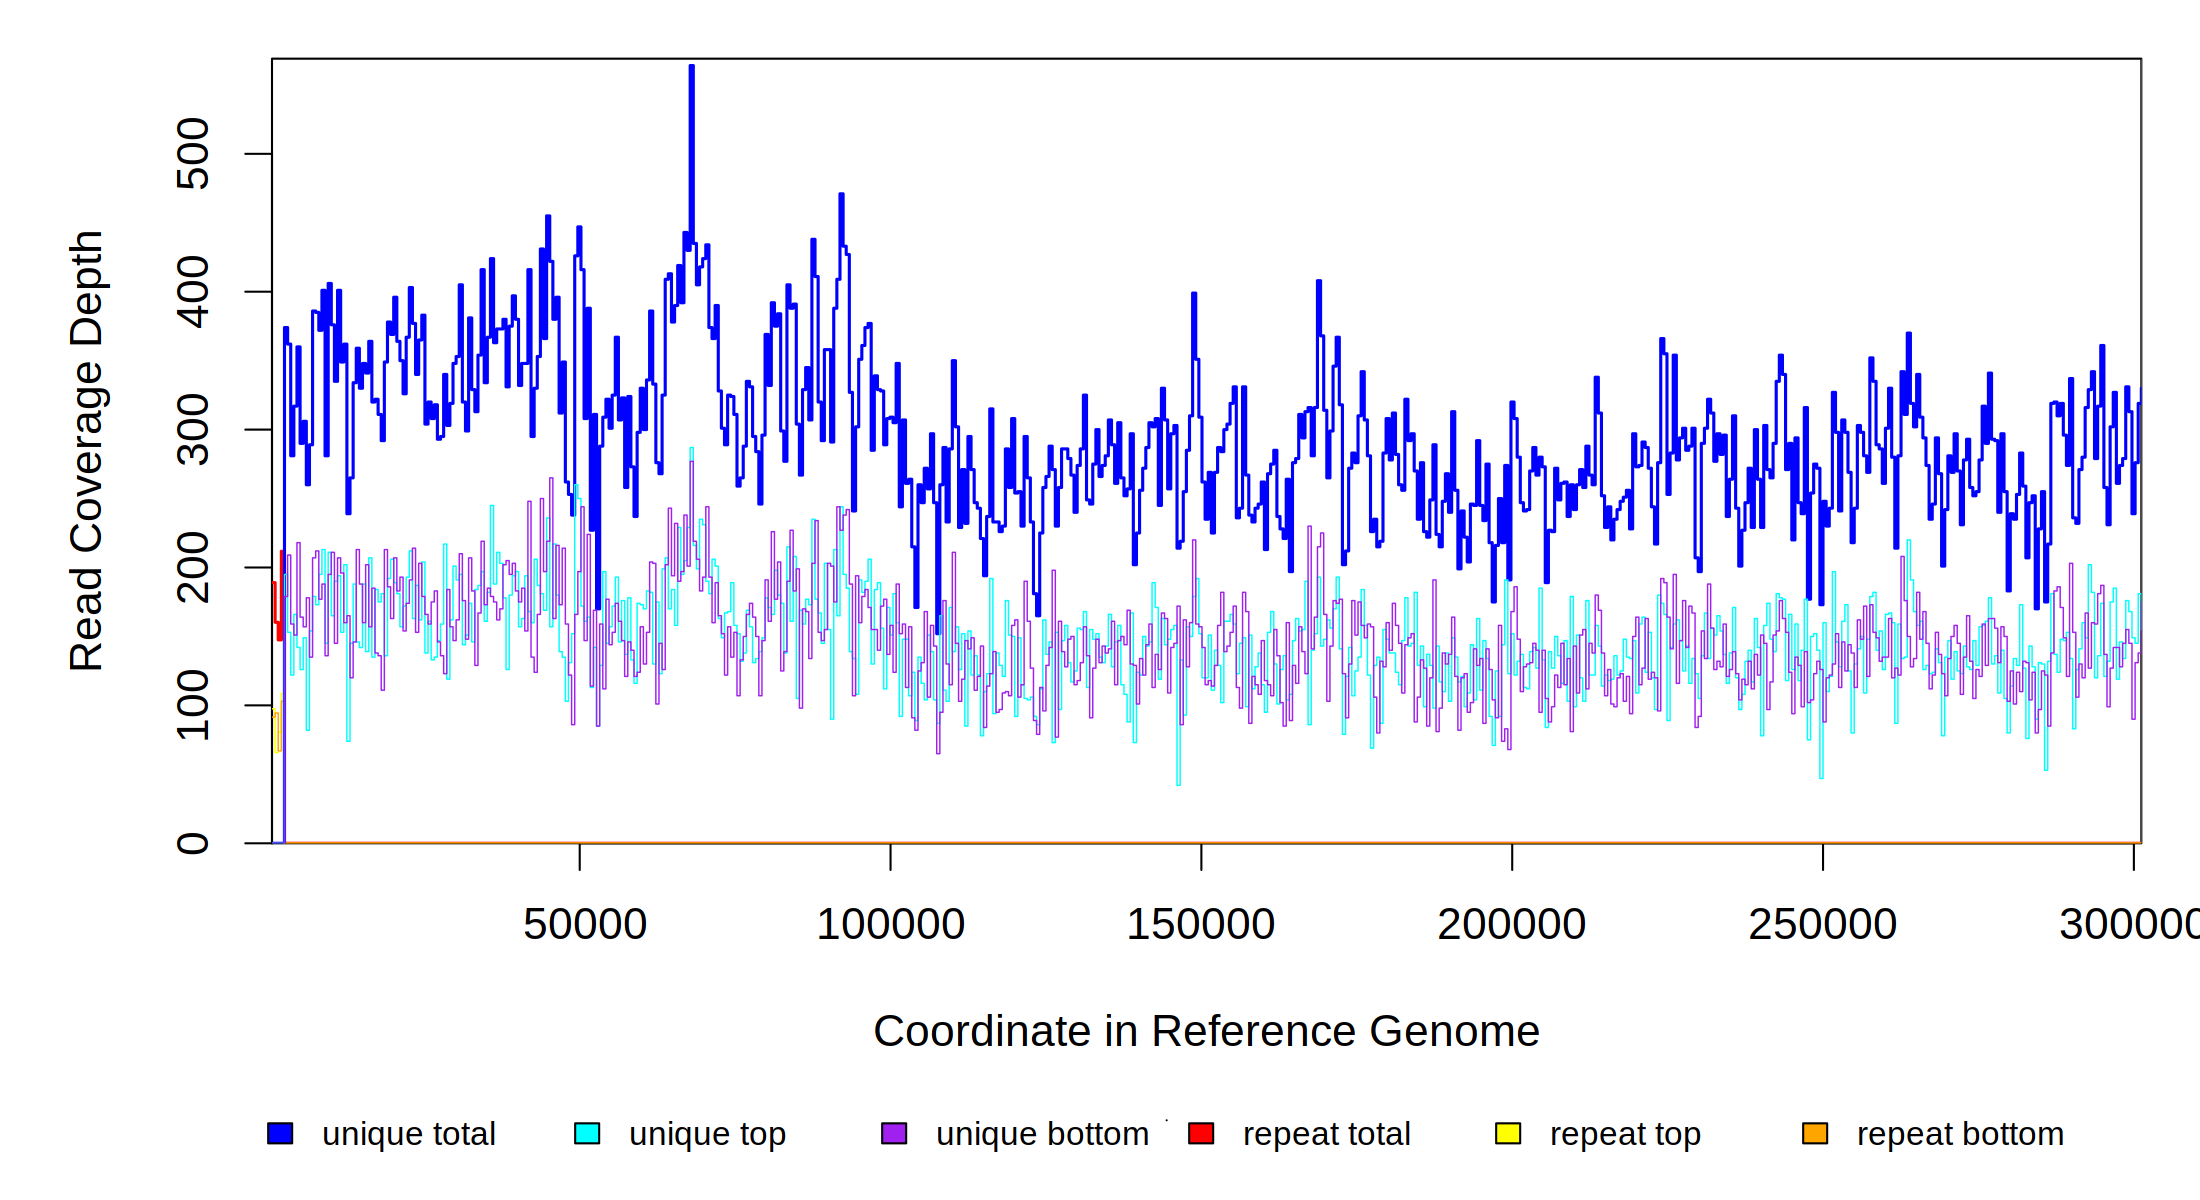 Read Coverage Depth
500
400
300
200
100
0
50000 100000 150000 200000 250000 300000
Coordinate in Reference Genome
unique total unique top unique bottom repeat total repeat top repeat bottom